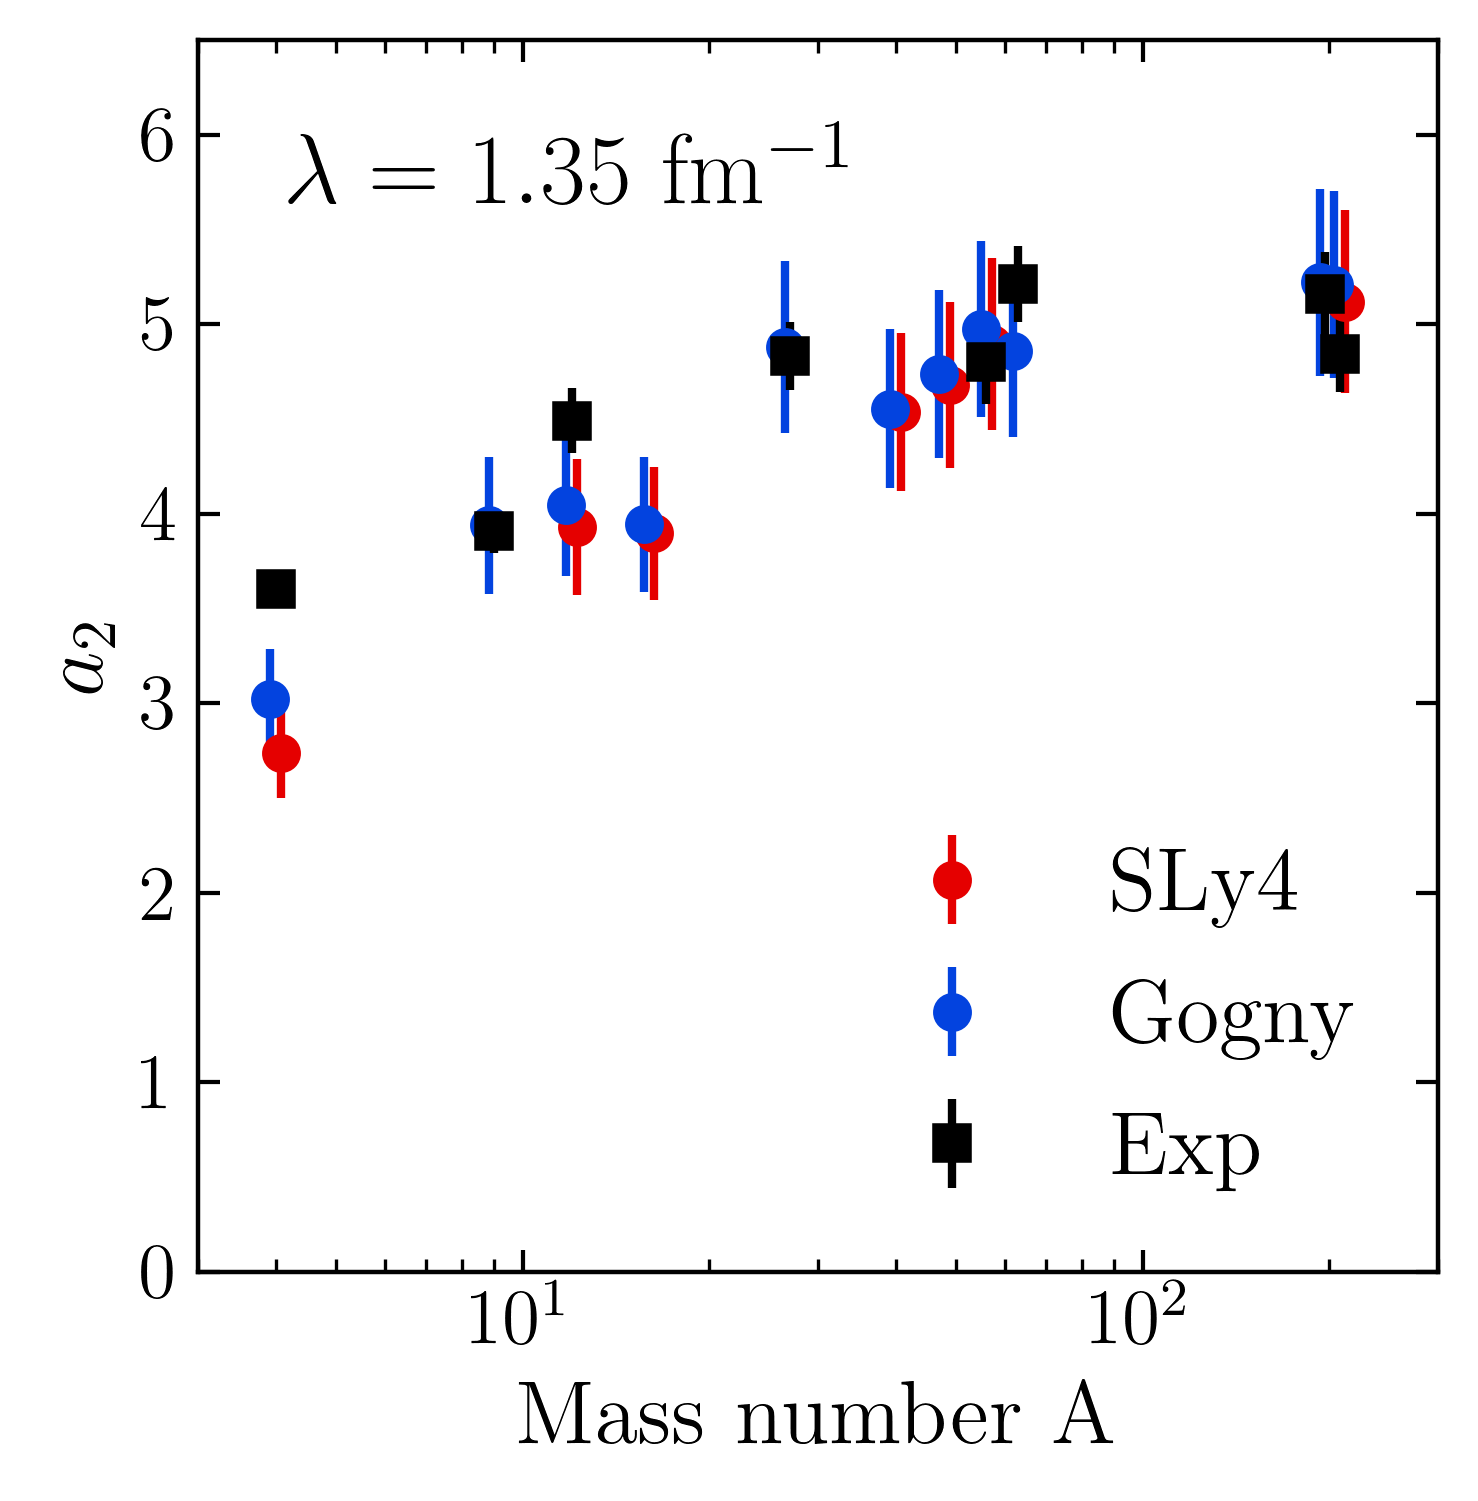 λ = 1.35 fm⁻¹
6
5
4
3
2
1
0
a₂
SLy4
Gogny
Exp
10¹ 10²
Mass number A